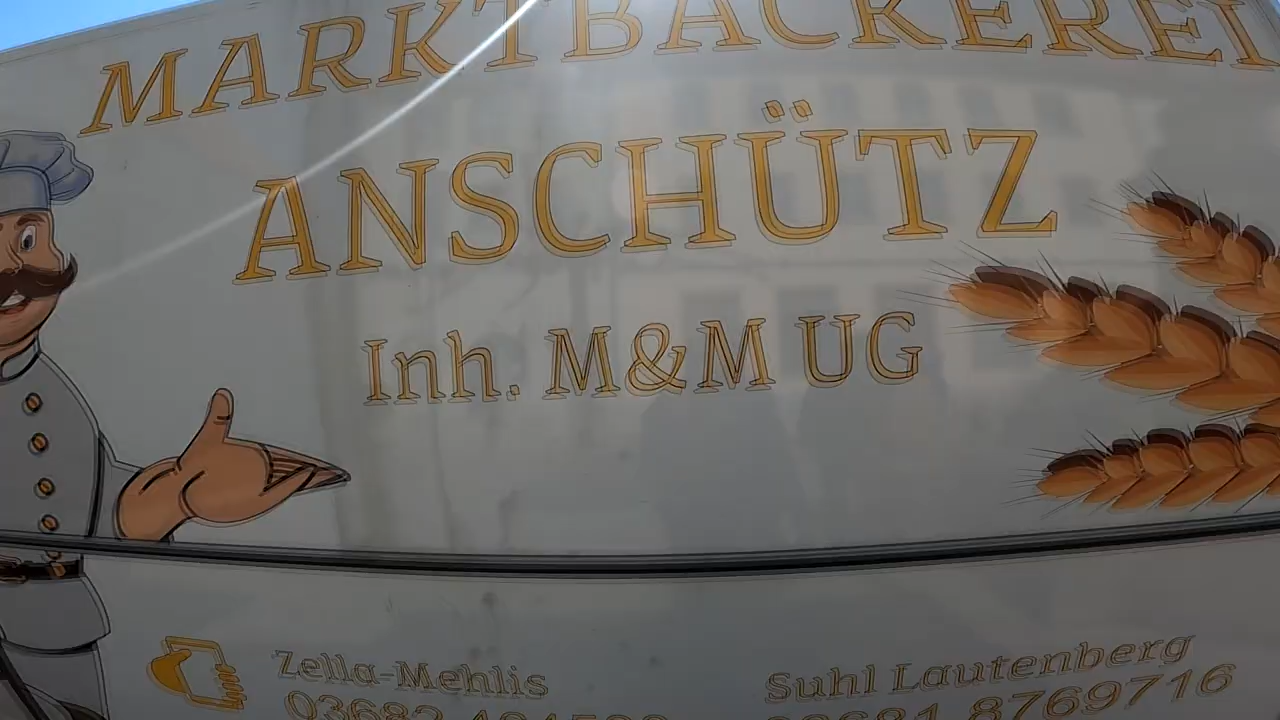 MARKTBÄCKEREI
ANSCHÜTZ
Inh. M&M UG
Zella-Mehlis
Suhl Lautenberg
8769716